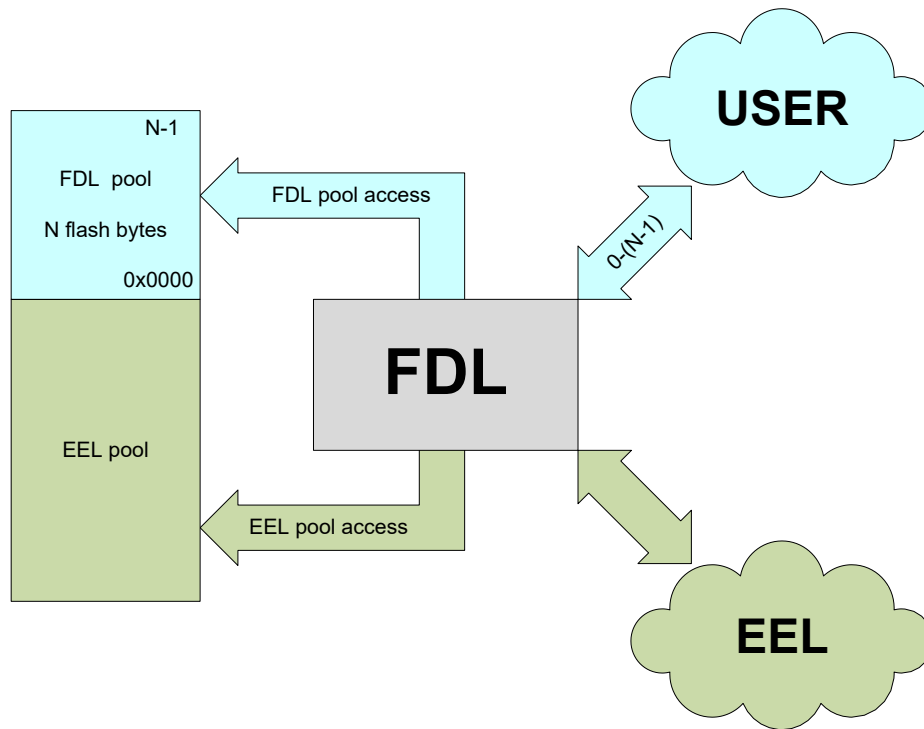 USER
N-1
FDL pool
N flash bytes
0x0000
FDL pool access
0-(N-1)
FDL
EEL pool
EEL pool access
EEL